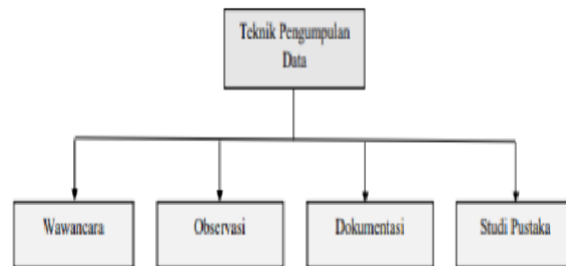 Teknik Pengumpulan
Data
Wawancara
Observasi
Dokumentasi
Studi Pustaka